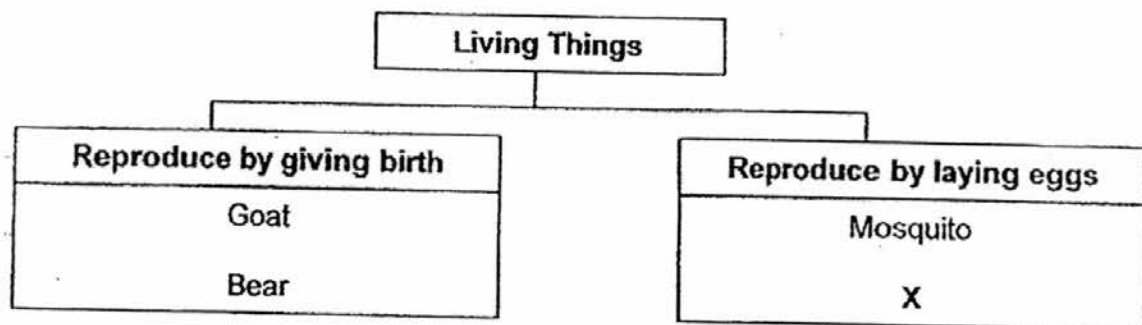 Living Things
Reproduce by giving birth
Goat
Bear
Reproduce by laying eggs
Mosquito
X